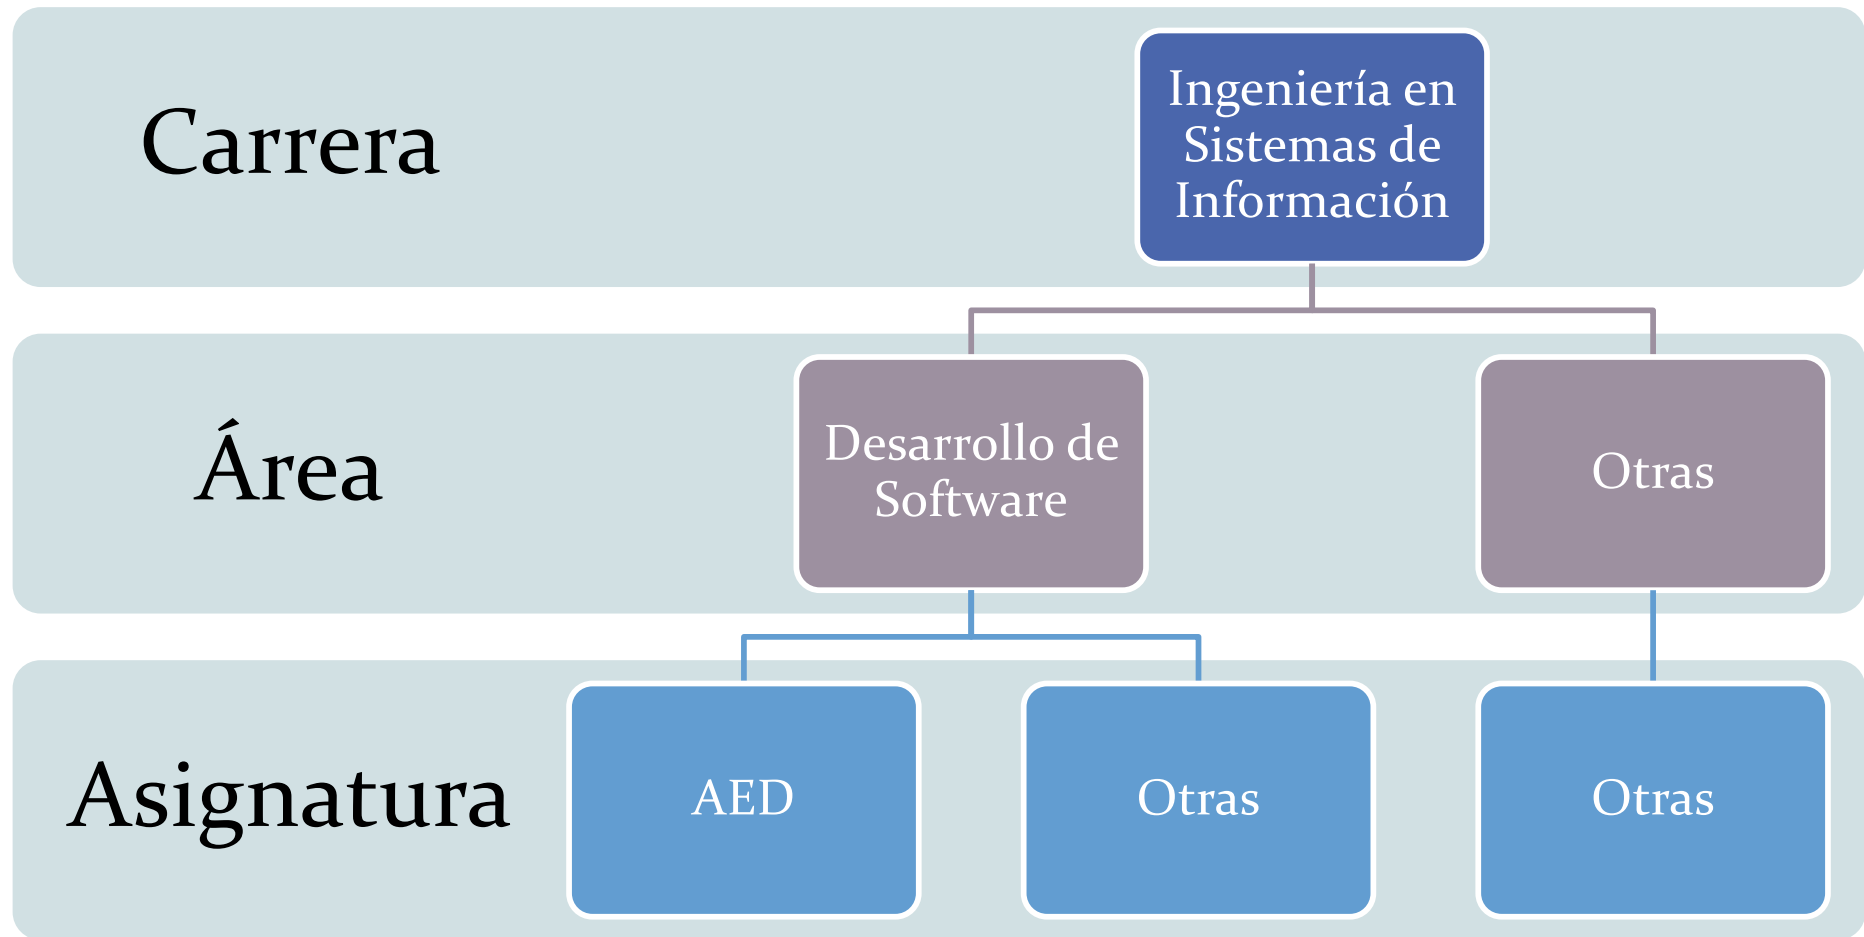 Carrera
Ingeniería en
Sistemas de
Información
Área
Desarrollo de
Software
Otras
Asignatura
AED
Otras
Otras